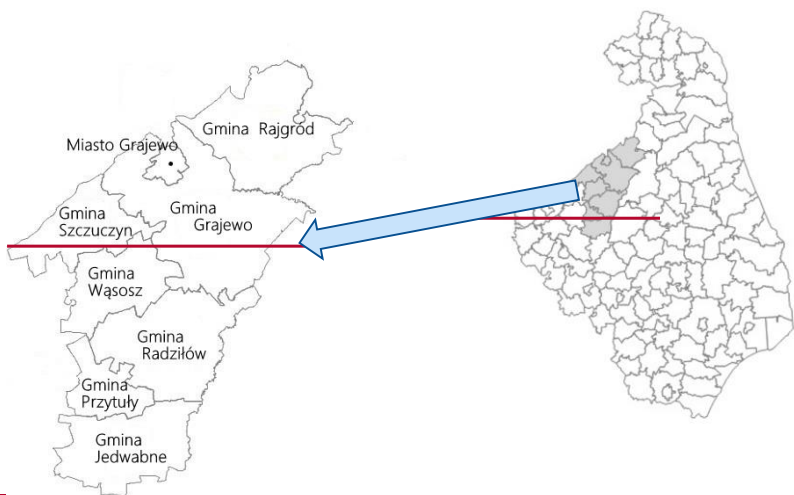 Gmina Rajgród
Miasto Grajewo
Gmina
Grajewo
Gmina
Szczuczyn
Gmina
Wąsosz
Gmina
Radziłów
Gmina
Przytuły
Gmina
Jedwabne